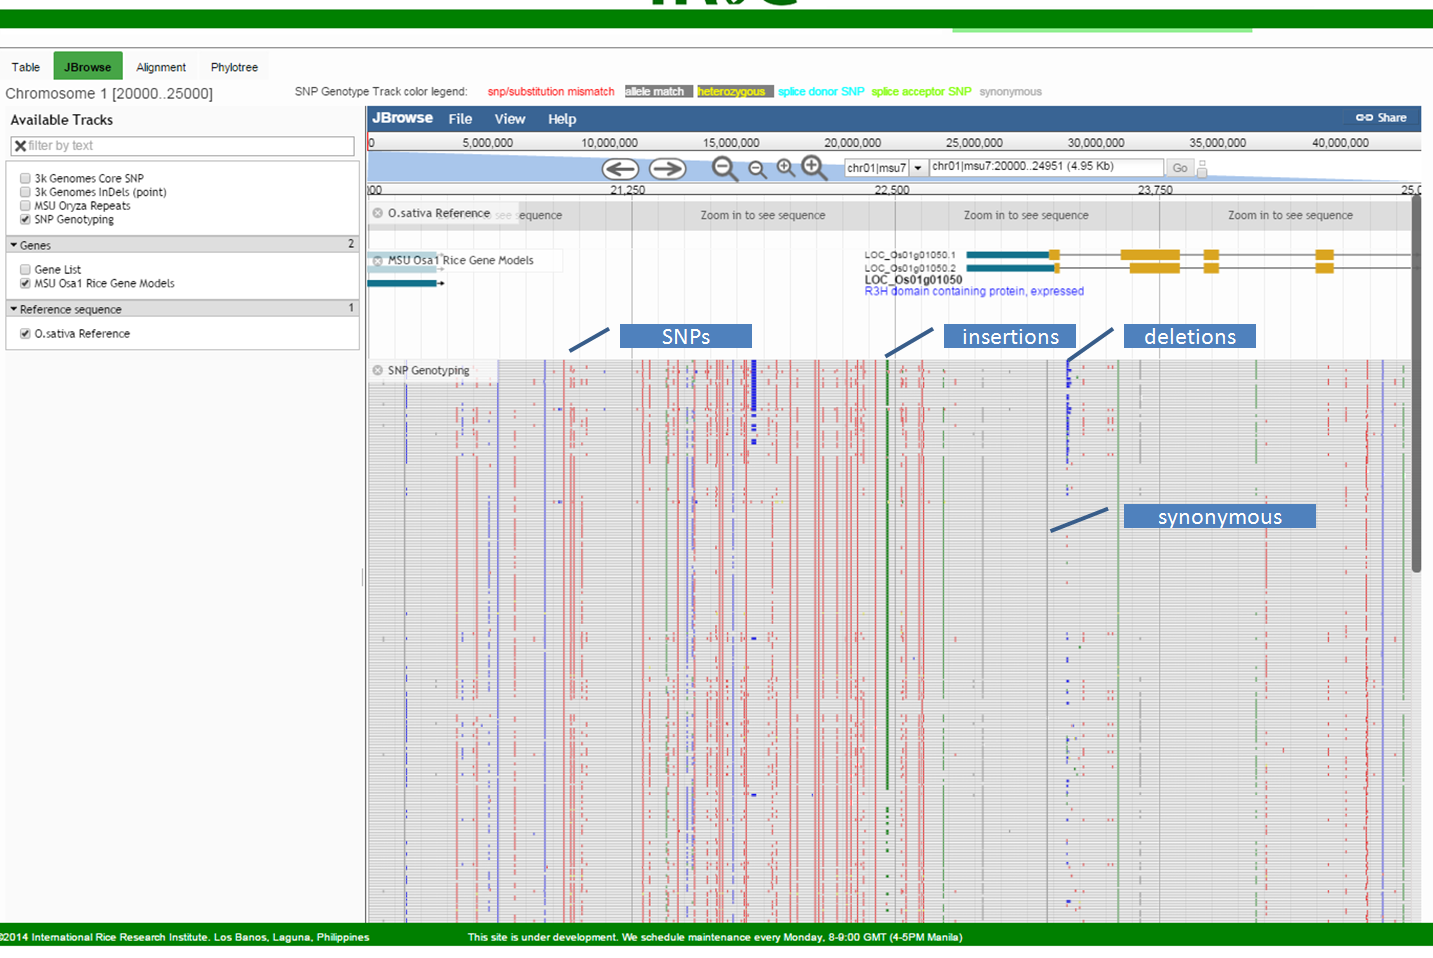 Table JBrowse Alignment Phylotree
Chromosome 1 [20000..25000]
SNP Genotype Track color legend: snp/substitution mismatch allele match heterozygous splice donor SNP splice acceptor SNP synonymous
Available Tracks
filter by text
3k Genomes Core SNP
3k Genomes InDels (point)
MSU Oryza Repeats
SNP Genotyping
Genes 2
Gene List
MSU Osa1 Rice Gene Models
Reference sequence 1
O.sativa Reference
JBrowse File View Help Share
0 5,000,000 10,000,000 15,000,000 20,000,000 25,000,000 30,000,000 35,000,000 40,000,000
chr01|msu7 chr01|msu7:20000..24951 (4.95 Kb) Go
21,250 22,500 23,750
O.sativa Reference see sequence Zoom in to see sequence Zoom in to see sequence Zoom in to see sequence
MSU Osa1 Rice Gene Models
LOC_Os01g01050.1
LOC_Os01g01050.2
LOC_Os01g01050
R3H domain containing protein, expressed
SNPs insertions deletions
SNP Genotyping
synonymous
©2014 International Rice Research Institute. Los Banos, Laguna, Philippines
This site is under development. We schedule maintenance every Monday, 8-9:00 GMT (4-5PM Manila)